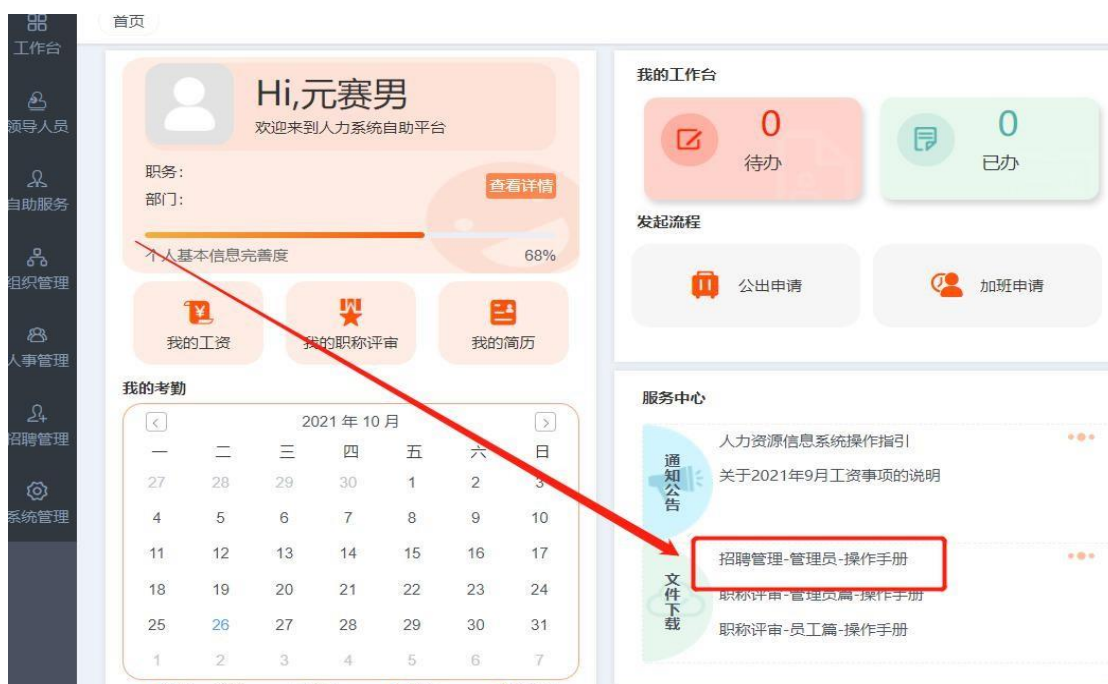 首页
工作台
领导人员
自助服务
组织管理
人事管理
招聘管理
系统管理
Hi,元赛男
欢迎来到人力系统自助平台
职务:
部门:
查看详情
个人基本信息完善度
68%
我的工资
我的职称评审
我的简历
我的考勤
2021 年 10 月
一 二 三 四 五 六 日
27 28 29 30 1 2 3
4 5 6 7 8 9 10
11 12 13 14 15 16 17
18 19 20 21 22 23 24
25 26 27 28 29 30 31
1 2 3 4 5 6 7
我的工作台
0
待办
0
已办
发起流程
公出申请
加班申请
服务中心
通知公告
人力资源信息系统操作指引
关于2021年9月工资事项的说明
文件下载
招聘管理-管理员-操作手册
职称评审-管理员篇-操作手册
职称评审-员工篇-操作手册